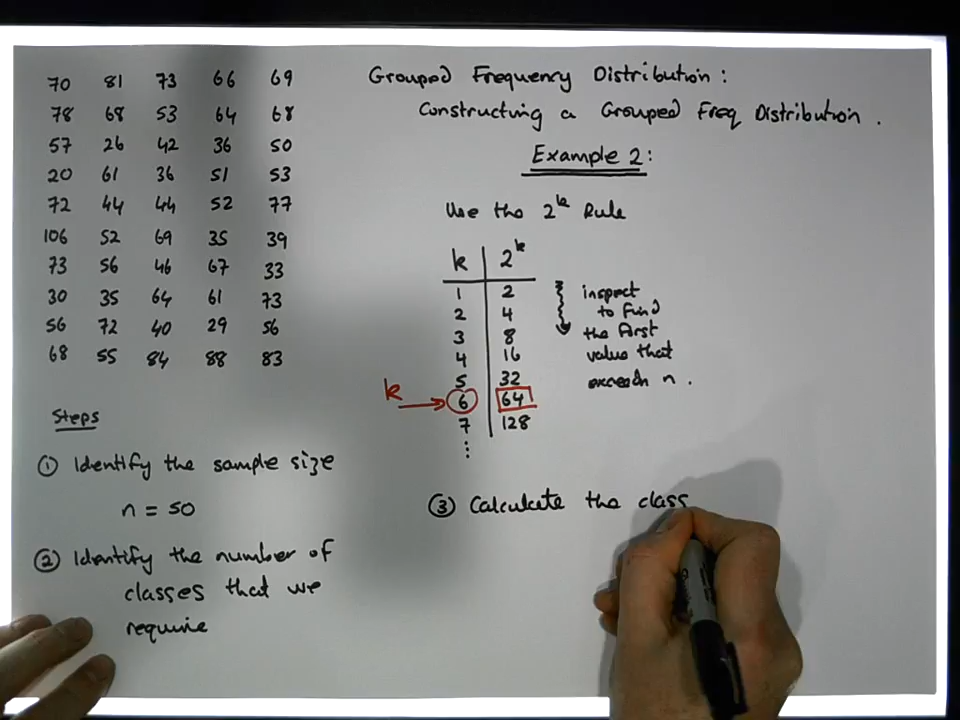 70 81 73 66 69
78 68 53 64 68
57 26 42 36 50
20 61 36 51 53
72 44 44 52 77
106 52 69 35 39
73 56 46 67 33
30 35 64 61 73
56 72 40 29 56
68 55 84 88 83
Steps
① Identify the sample size
n = 50
② Identify the number of
classes that we
require
Grouped Frequency Distribution:
Constructing a Grouped Freq Distribution.
Example 2:
Use the 2^k Rule
k 2^k
1 2
2 4
3 8
4 16
5 32
k → 6 64
7 128
⋮
inspect
to find
the first
value that
exceeds n.
③ Calculate the class